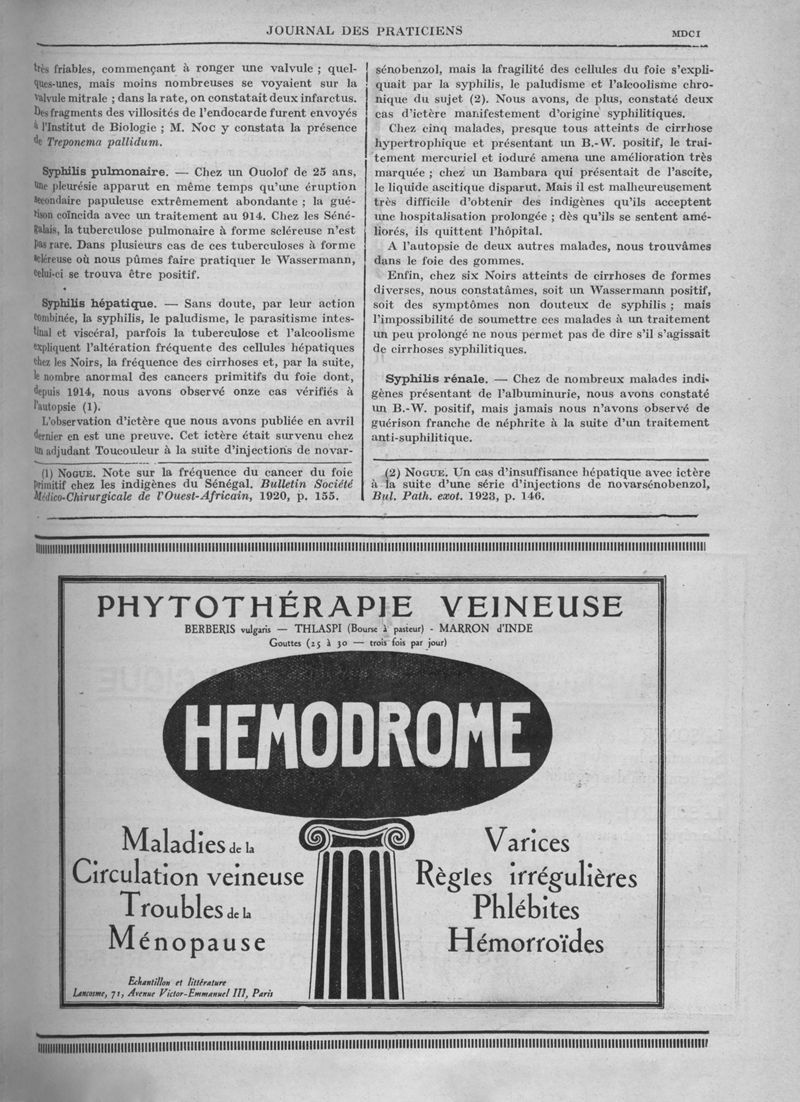 JOURNAL DES PRATICIENS
MDCI
très friables, commençant à ronger une valvule ; quel-
ques-unes, mais moins nombreuses se voyaient sur la
valvule mitrale ; dans la rate, on constatait deux infarctus.
Des fragments des villosités de l'endocarde furent envoyés
à l'Institut de Biologie ; M. Noc y constata la présence
de Treponema pallidum.
Syphilis pulmonaire. — Chez un Ouolof de 25 ans,
une pleurésie apparut en même temps qu'une éruption
secondaire papuleuse extrêmement abondante ; la gué-
rison coïncida avec un traitement au 914. Chez les Séné-
galais, la tuberculose pulmonaire à forme scléreuse n'est
pas rare. Dans plusieurs cas de ces tuberculoses à forme
scléreuse où nous pûmes faire pratiquer le Wassermann,
celui-ci se trouva être positif.
Syphilis hépatique. — Sans doute, par leur action
combinée, la syphilis, le paludisme, le parasitisme intes-
tinal et viscéral, parfois la tuberculose et l'alcoolisme
expliquent l'altération fréquente des cellules hépatiques
chez les Noirs, la fréquence des cirrhoses et, par la suite,
le nombre anormal des cancers primitifs du foie dont,
depuis 1914, nous avons observé onze cas vérifiés à
l'autopsie (1).
L'observation d'ictère que nous avons publiée en avril
dernier en est une preuve. Cet ictère était survenu chez
un adjudant Toucouleur à la suite d'injections de novar-
(1) NOGUE. Note sur la fréquence du cancer du foie
primitif chez les indigènes du Sénégal. Bulletin Société
Médico-Chirurgicale de l'Ouest-Africain, 1920, p. 155.
sénobenzol, mais la fragilité des cellules du foie s'expli-
quait par la syphilis, le paludisme et l'alcoolisme chro-
nique du sujet (2). Nous avons, de plus, constaté deux
cas d'ictère manifestement d'origine syphilitiques.
Chez cinq malades, presque tous atteints de cirrhose
hypertrophique et présentant un B.-W. positif, le trai-
tement mercuriel et ioduré amena une amélioration très
marquée ; chez un Bambara qui présentait de l'ascite,
le liquide ascitique disparut. Mais il est malheureusement
très difficile d'obtenir des indigènes qu'ils acceptent
une hospitalisation prolongée ; dès qu'ils se sentent amé-
liorés, ils quittent l'hôpital.
A l'autopsie de deux autres malades, nous trouvâmes
dans le foie des gommes.
Enfin, chez six Noirs atteints de cirrhoses de formes
diverses, nous constatâmes, soit un Wassermann positif,
soit des symptômes non douteux de syphilis ; mais
l'impossibilité de soumettre ces malades à un traitement
un peu prolongé ne nous permet pas de dire s'il s'agissait
de cirrhoses syphilitiques.
Syphilis rénale. — Chez de nombreux malades indi-
gènes présentant de l'albuminurie, nous avons constaté
un B.-W. positif, mais jamais nous n'avons observé de
guérison franche de néphrite à la suite d'un traitement
anti-suphilitique.
(2) NOGUE. Un cas d'insuffisance hépatique avec ictère
à la suite d'une série d'injections de novarsénobenzol,
Bul. Path. exot. 1923, p. 146.
PHYTOTHÉRAPIE VEINEUSE
BERBERIS vulgaris — THLASPI (Bourse à pasteur) - MARRON d'INDE
Gouttes (25 à 30 — trois fois par jour)
HEMODROME
Maladies de la
Circulation veineuse
Troubles de la
Ménopause
Varices
Règles irrégulières
Phlébites
Hémorroïdes
Echantillon et littérature
Lancosme, 71, Avenue Victor-Emmanuel III, Paris